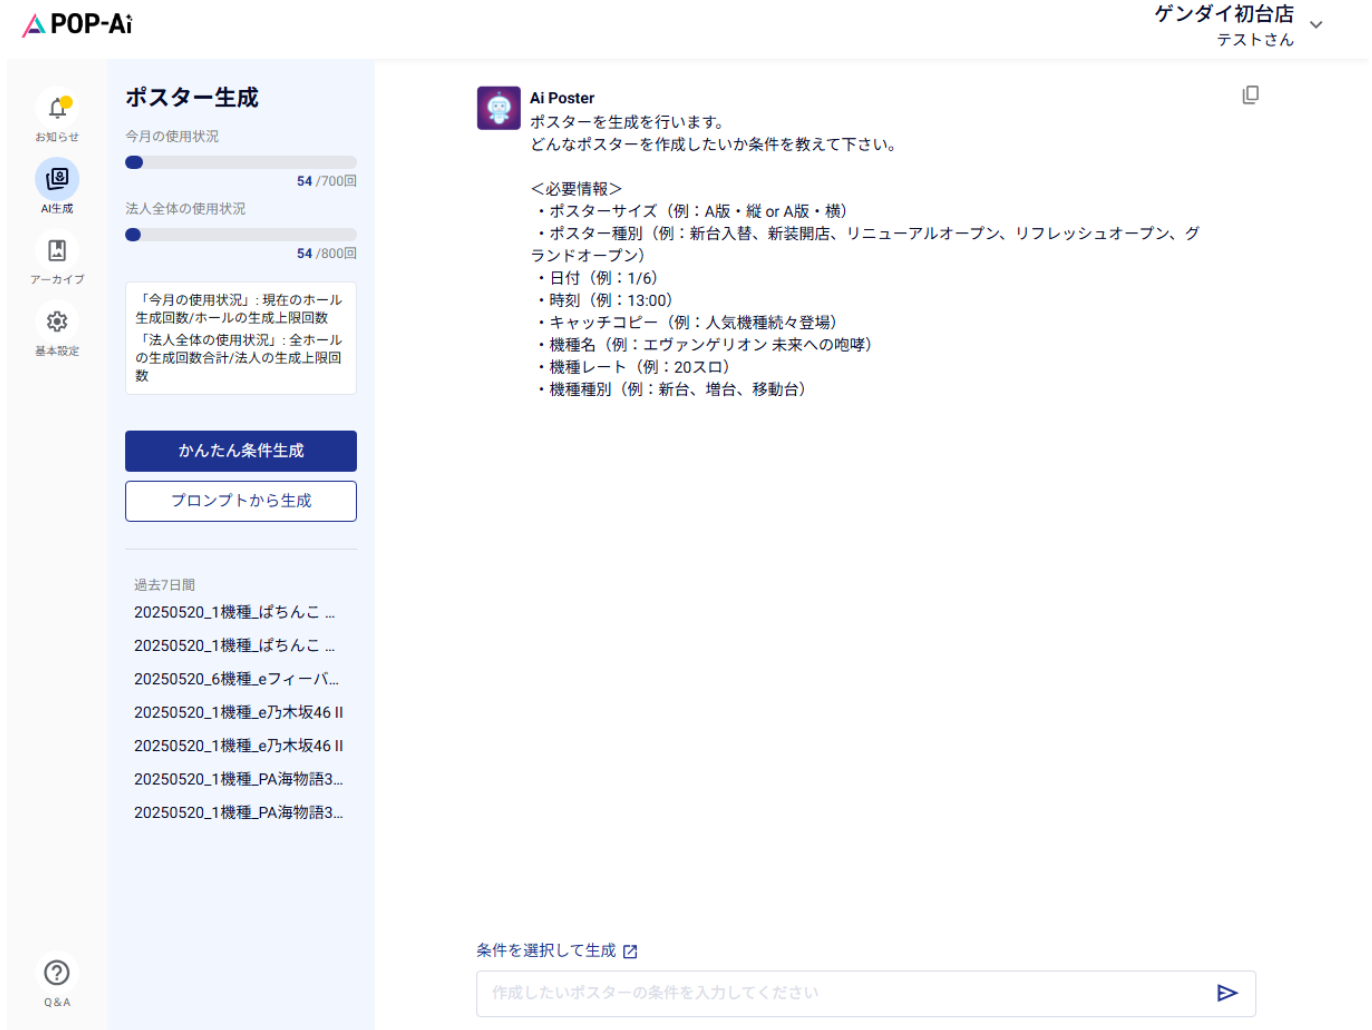 POP-Ai
ゲンダイ初台店
テストさん
お知らせ
AI生成
アーカイブ
基本設定
Q&A
ポスター生成
今月の使用状況
54 /700回
法人全体の使用状況
54 /800回
「今月の使用状況」: 現在のホール
生成回数/ホールの生成上限回数
「法人全体の使用状況」: 全ホール
の生成回数合計/法人の生成上限回
数
かんたん条件生成
プロンプトから生成
過去7日間
20250520_1機種_ぱちんこ ...
20250520_1機種_ぱちんこ ...
20250520_6機種_eフィーバ...
20250520_1機種_e乃木坂46 II
20250520_1機種_e乃木坂46 II
20250520_1機種_PA海物語3...
20250520_1機種_PA海物語3...
Ai Poster
ポスターを生成を行います。
どんなポスターを作成したいか条件を教えて下さい。
＜必要情報＞
・ポスターサイズ（例：A版・縦 or A版・横）
・ポスター種別（例：新台入替、新装開店、リニューアルオープン、リフレッシュオープン、グ
ランドオープン）
・日付（例：1/6）
・時刻（例：13:00）
・キャッチコピー（例：人気機種続々登場）
・機種名（例：エヴァンゲリオン 未来への咆哮）
・機種レート（例：20スロ）
・機種種別（例：新台、増台、移動台）
条件を選択して生成
作成したいポスターの条件を入力してください